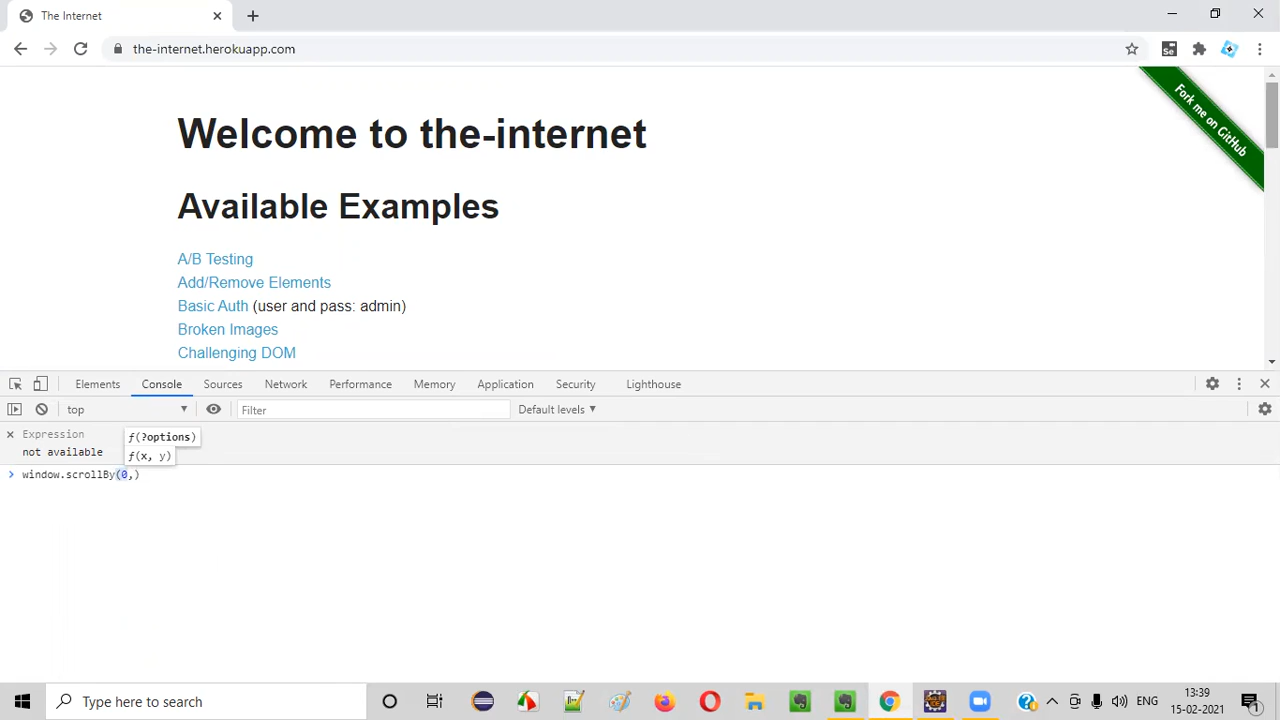 The Internet
the-internet.herokuapp.com
Se
Fork me on GitHub
Welcome to the-internet
Available Examples
A/B Testing
Add/Remove Elements
Basic Auth (user and pass: admin)
Broken Images
Challenging DOM
Elements Console Sources Network Performance Memory Application Security Lighthouse
top Filter Default levels
Expression
not available
ƒ(?options)
ƒ(x, y)
window.scrollBy(0,)
Type here to search
ENG
13:39
15-02-2021
1